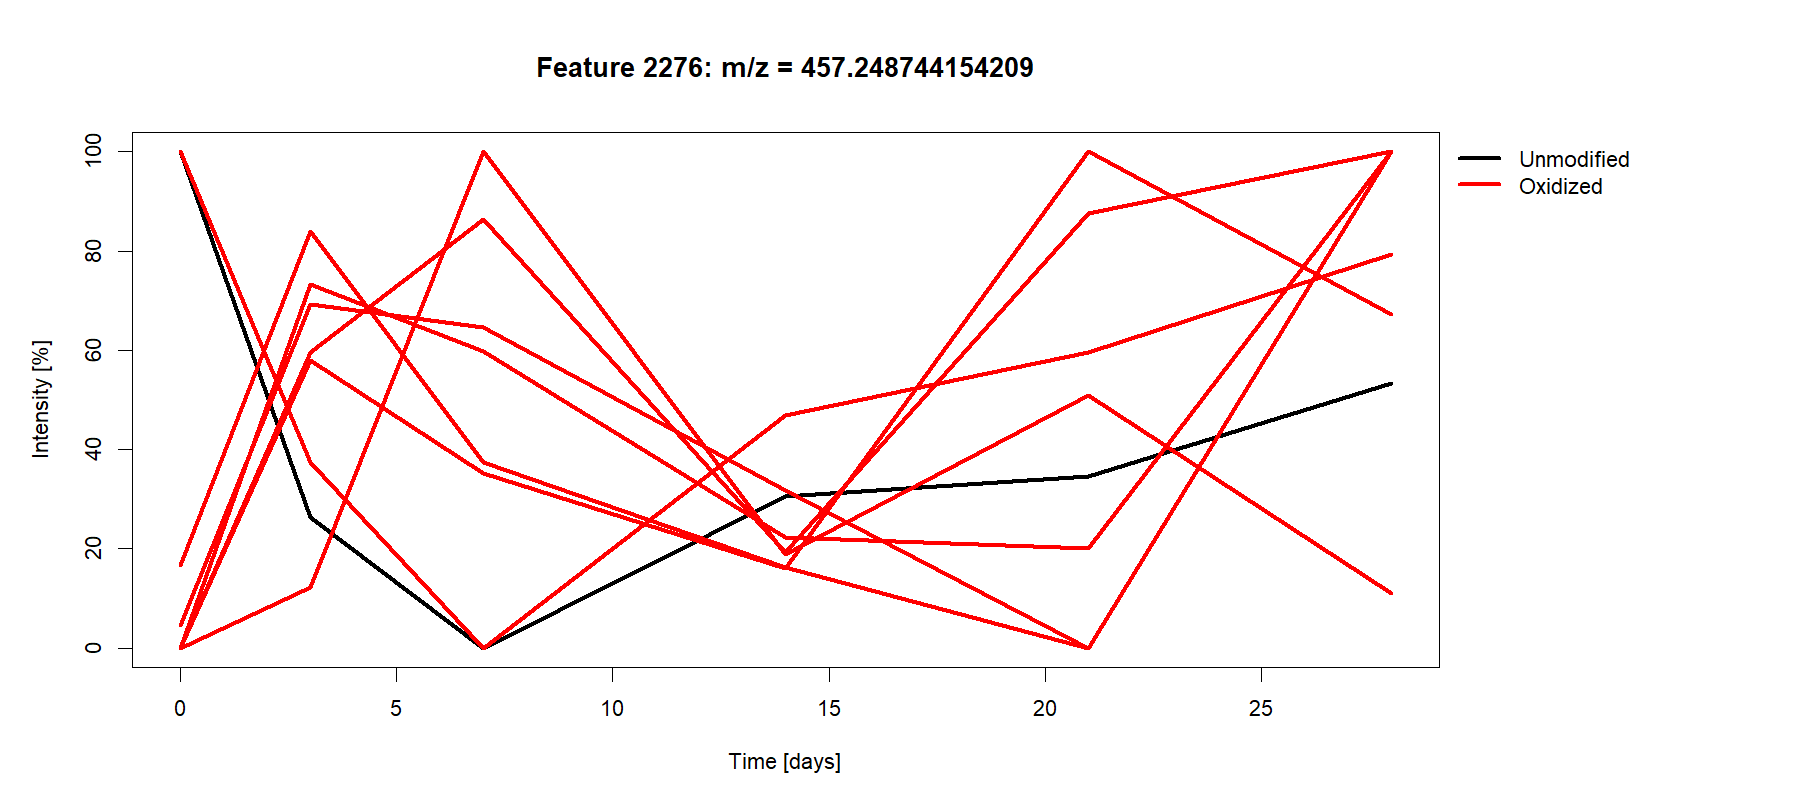 Feature 2276: m/z = 457.248744154209
Unmodified
Oxidized
Intensity [%]
100
80
60
40
20
0
0 5 10 15 20 25
Time [days]